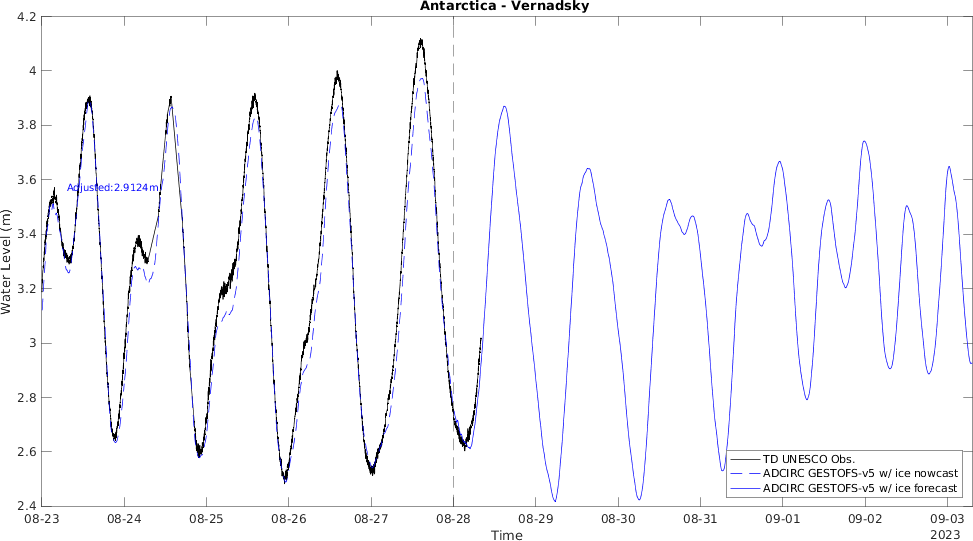 Antarctica - Vernadsky
4.2
4
3.8
3.6
3.4
3.2
3
2.8
2.6
2.4
Water Level (m)
Adjusted:2.9124m
TD UNESCO Obs.
ADCIRC GESTOFS-v5 w/ ice nowcast
ADCIRC GESTOFS-v5 w/ ice forecast
08-23 08-24 08-25 08-26 08-27 08-28 08-29 08-30 08-31 09-01 09-02 09-03
2023
Time